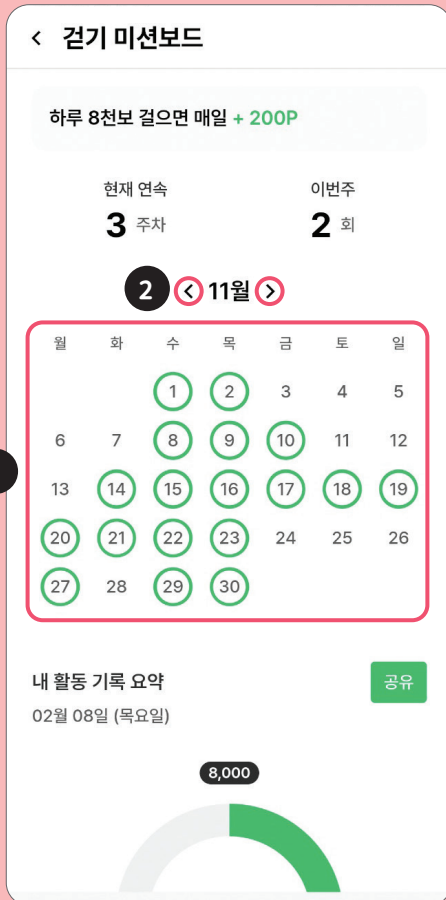 < 걷기 미션보드
하루 8천보 걸으면 매일 + 200P
현재 연속 이번주
3 주차 2 회
2 < 11월 >
월 화 수 목 금 토 일
1 2 3 4 5
6 7 8 9 10 11 12
13 14 15 16 17 18 19
20 21 22 23 24 25 26
27 28 29 30
내 활동 기록 요약 공유
02월 08일 (목요일)
8,000